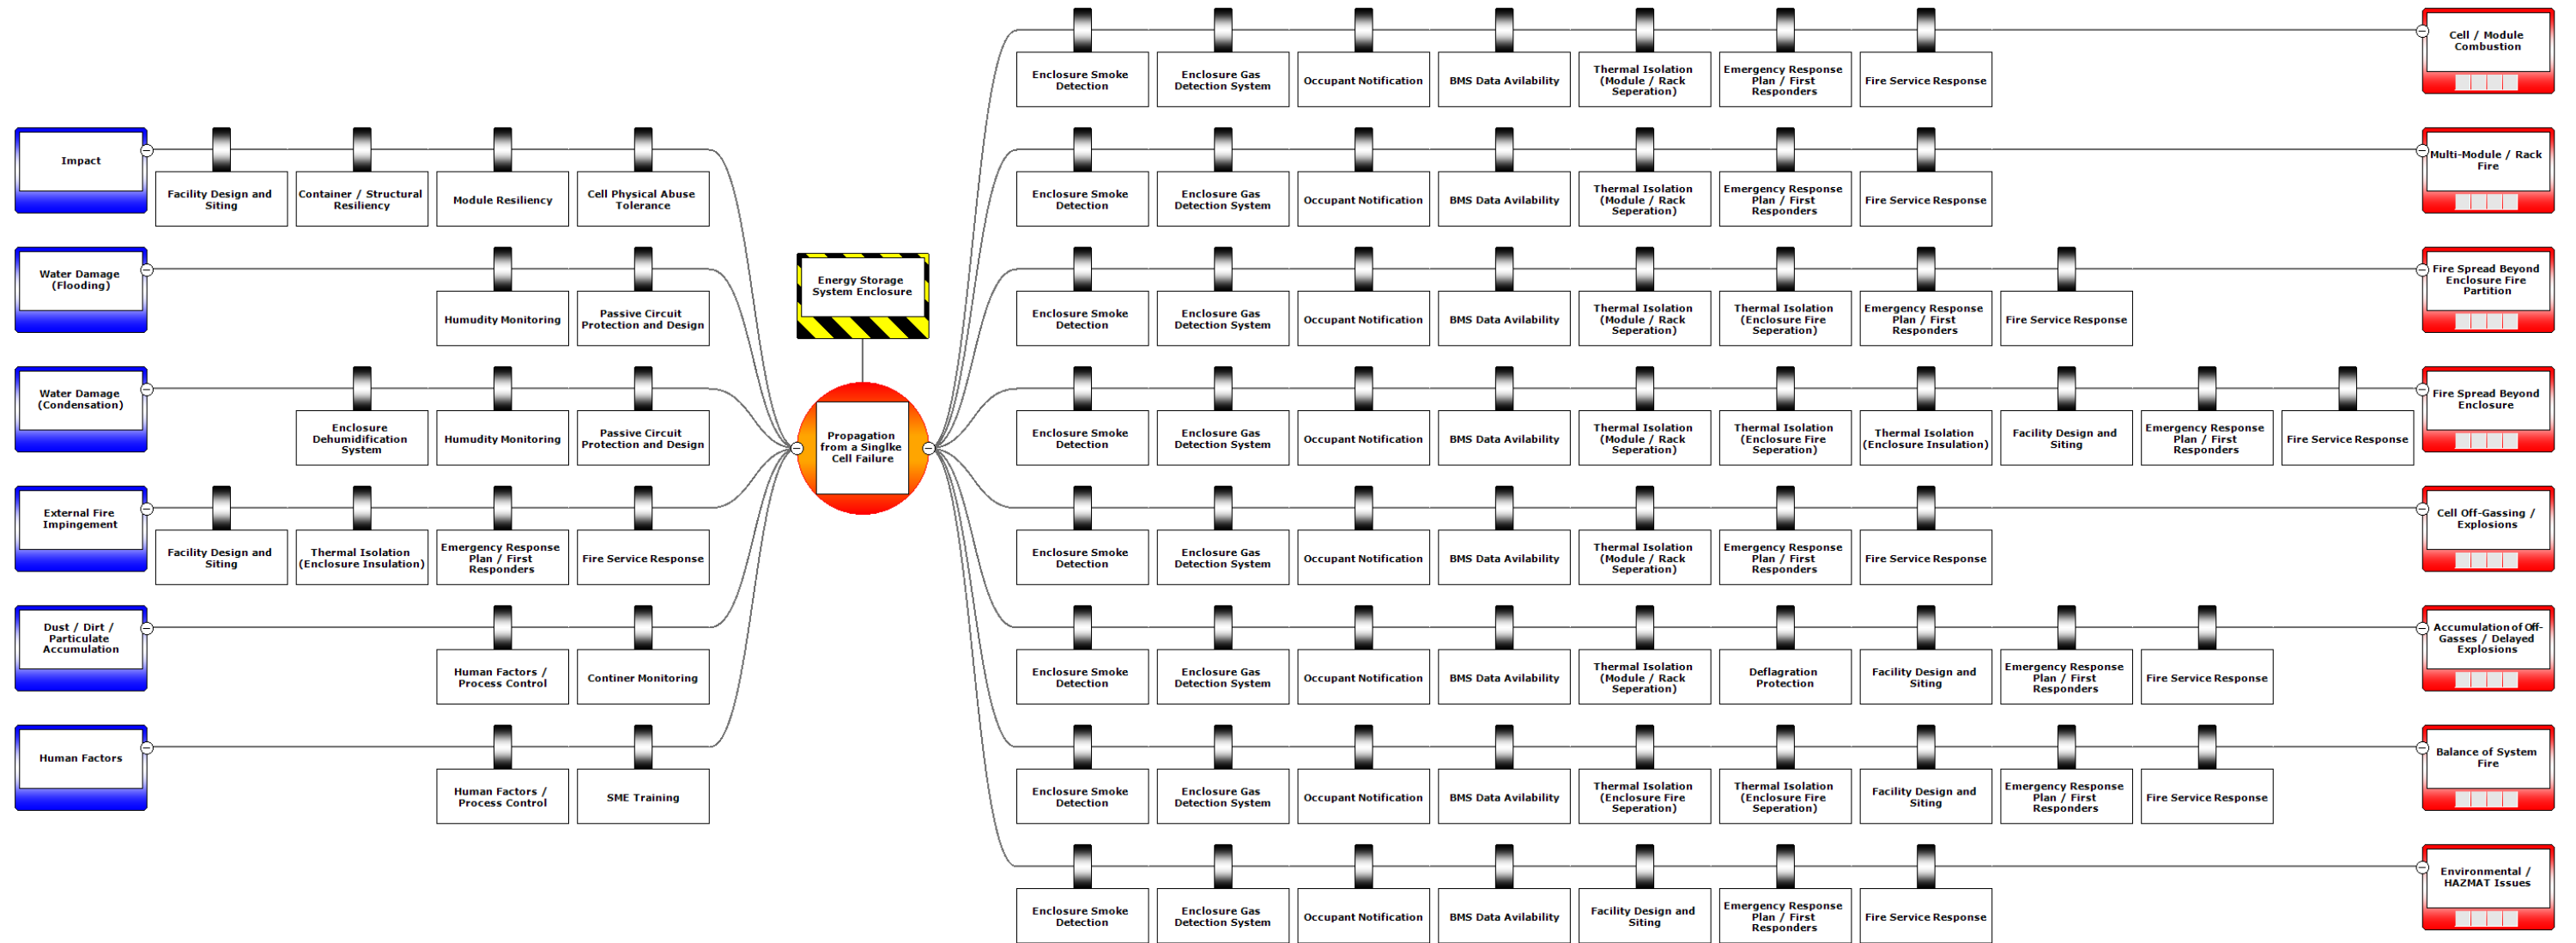 Enclosure Smoke
Detection
Enclosure Gas
Detection System
Occupant Notification
BMS Data Avilability
Thermal Isolation
(Module / Rack
Seperation)
Emergency Response
Plan / First
Responders
Fire Service Response
Cell / Module
Combustion
Impact
Facility Design and
Siting
Container / Structural
Resiliency
Module Resiliency
Cell Physical Abuse
Tolerance
Enclosure Smoke
Detection
Enclosure Gas
Detection System
Occupant Notification
BMS Data Avilability
Thermal Isolation
(Module / Rack
Seperation)
Emergency Response
Plan / First
Responders
Fire Service Response
Multi-Module / Rack
Fire
Water Damage
(Flooding)
Humudity Monitoring
Passive Circuit
Protection and Design
Energy Storage
System Enclosure
Enclosure Smoke
Detection
Enclosure Gas
Detection System
Occupant Notification
BMS Data Avilability
Thermal Isolation
(Module / Rack
Seperation)
Thermal Isolation
(Enclosure Fire
Seperation)
Emergency Response
Plan / First
Responders
Fire Service Response
Fire Spread Beyond
Enclosure Fire
Partition
Water Damage
(Condensation)
Enclosure
Dehumidification
System
Humudity Monitoring
Passive Circuit
Protection and Design
Propagation
from a Singlke
Cell Failure
Enclosure Smoke
Detection
Enclosure Gas
Detection System
Occupant Notification
BMS Data Avilability
Thermal Isolation
(Module / Rack
Seperation)
Thermal Isolation
(Enclosure Fire
Seperation)
Thermal Isolation
(Enclosure Insulation)
Facility Design and
Siting
Emergency Response
Plan / First
Responders
Fire Service Response
Fire Spread Beyond
Enclosure
External Fire
Impingement
Facility Design and
Siting
Thermal Isolation
(Enclosure Insulation)
Emergency Response
Plan / First
Responders
Fire Service Response
Enclosure Smoke
Detection
Enclosure Gas
Detection System
Occupant Notification
BMS Data Avilability
Thermal Isolation
(Module / Rack
Seperation)
Emergency Response
Plan / First
Responders
Fire Service Response
Cell Off-Gassing /
Explosions
Dust / Dirt /
Particulate
Accumulation
Human Factors /
Process Control
Continer Monitoring
Enclosure Smoke
Detection
Enclosure Gas
Detection System
Occupant Notification
BMS Data Avilability
Thermal Isolation
(Module / Rack
Seperation)
Deflagration
Protection
Facility Design and
Siting
Emergency Response
Plan / First
Responders
Fire Service Response
Accumulation of Off-
Gasses / Delayed
Explosions
Human Factors
Human Factors /
Process Control
SME Training
Enclosure Smoke
Detection
Enclosure Gas
Detection System
Occupant Notification
BMS Data Avilability
Thermal Isolation
(Enclosure Fire
Seperation)
Thermal Isolation
(Enclosure Fire
Seperation)
Facility Design and
Siting
Emergency Response
Plan / First
Responders
Fire Service Response
Balance of System
Fire
Enclosure Smoke
Detection
Enclosure Gas
Detection System
Occupant Notification
BMS Data Avilability
Facility Design and
Siting
Emergency Response
Plan / First
Responders
Fire Service Response
Environmental /
HAZMAT Issues